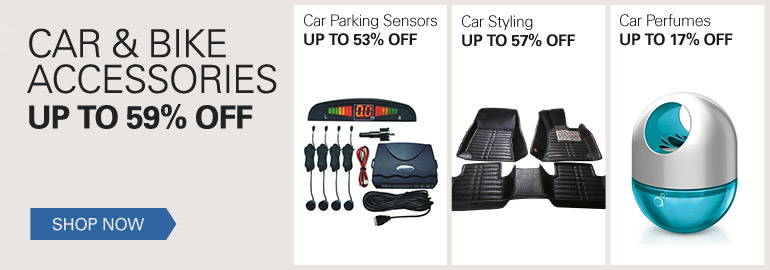 CAR & BIKE
ACCESSORIES
UP TO 59% OFF
SHOP NOW
Car Parking Sensors
UP TO 53% OFF
L 0.0 R
Car Styling
UP TO 57% OFF
Car Perfumes
UP TO 17% OFF